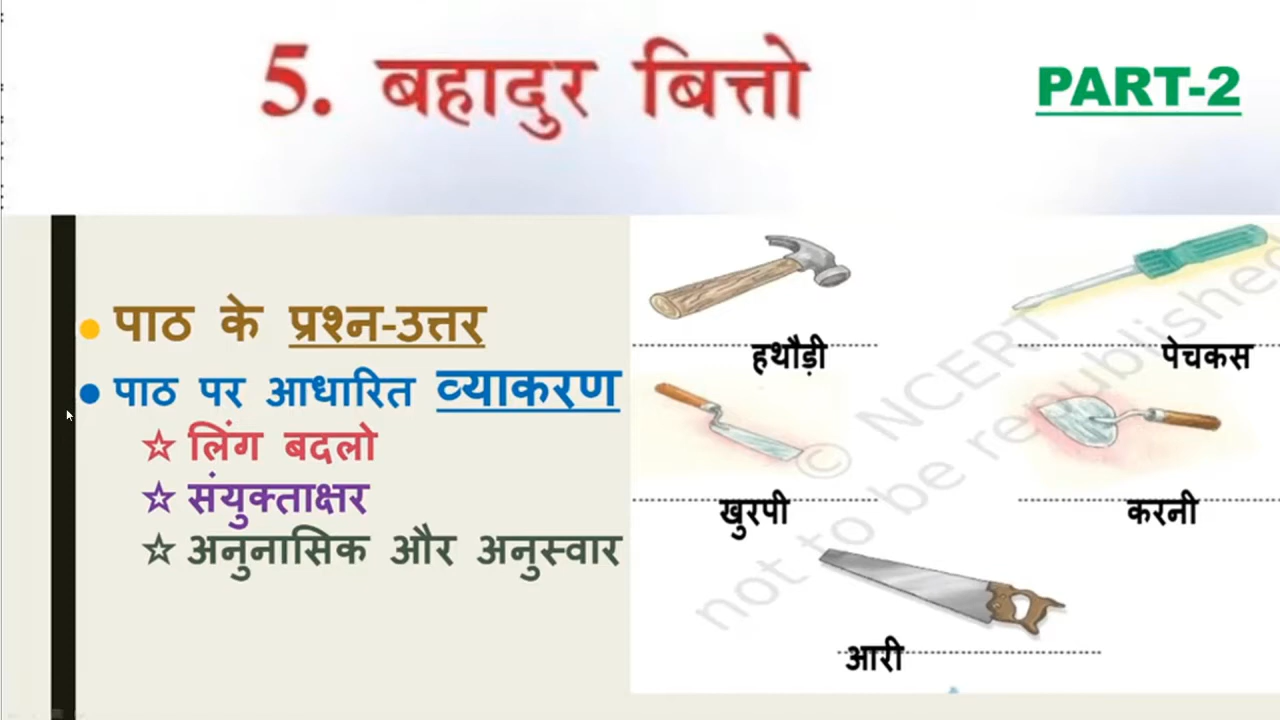 5. बहादुर बित्तो
PART-2
पाठ के प्रश्न-उत्तर
पाठ पर आधारित व्याकरण
लिंग बदलो
संयुक्ताक्षर
अनुनासिक और अनुस्वार
हथौड़ी
पेचकस
खुरपी
करनी
आरी
© NCERT
not to be republished